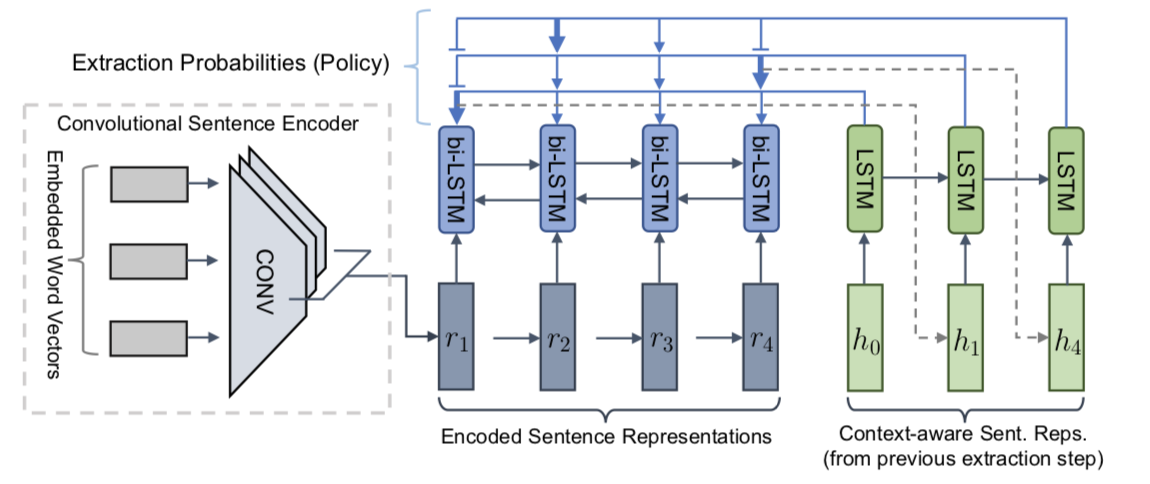 Extraction Probabilities (Policy)
Convolutional Sentence Encoder
Embedded Word Vectors
CONV
bi-LSTM
bi-LSTM
bi-LSTM
bi-LSTM
LSTM
LSTM
LSTM
r1
r2
r3
r4
h0
h1
h4
Encoded Sentence Representations
Context-aware Sent. Reps.
(from previous extraction step)